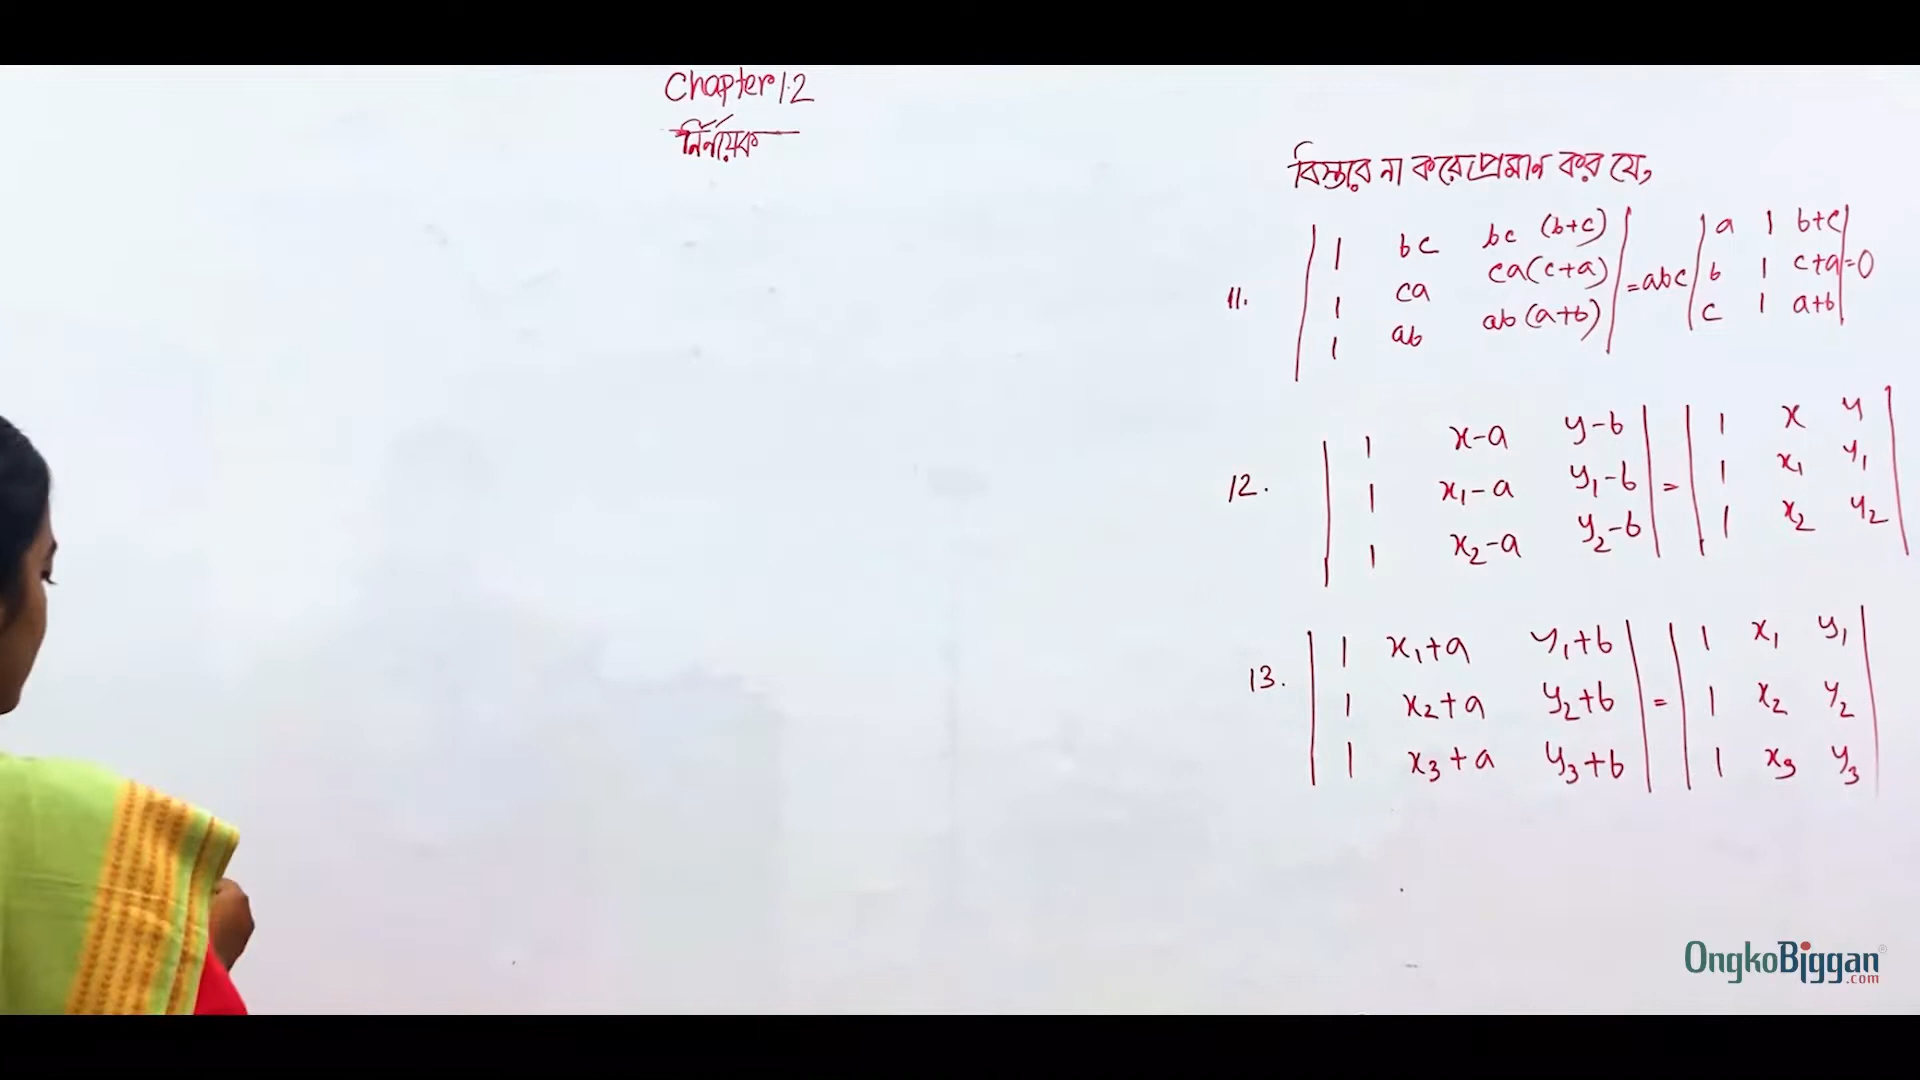 Chapter 1.2
নির্নায়ক
বিস্তার না করে প্রমান কর যে,
11. | 1 bc bc (b+c) | = abc | a 1 b+c | = 0
| 1 ca ca(c+a) | | b 1 c+a |
| 1 ab ab (a+b) | | c 1 a+b |
12. | 1 x-a y-b | = | 1 x y |
| 1 x₁-a y₁-b | | 1 x₁ y₁ |
| 1 x₂-a y₂-b | | 1 x₂ y₂ |
13. | 1 x₁+a y₁+b | = | 1 x₁ y₁ |
| 1 x₂+a y₂+b | | 1 x₂ y₂ |
| 1 x₃+a y₃+b | | 1 x₃ y₃ |
OngkoBiggan®
.com